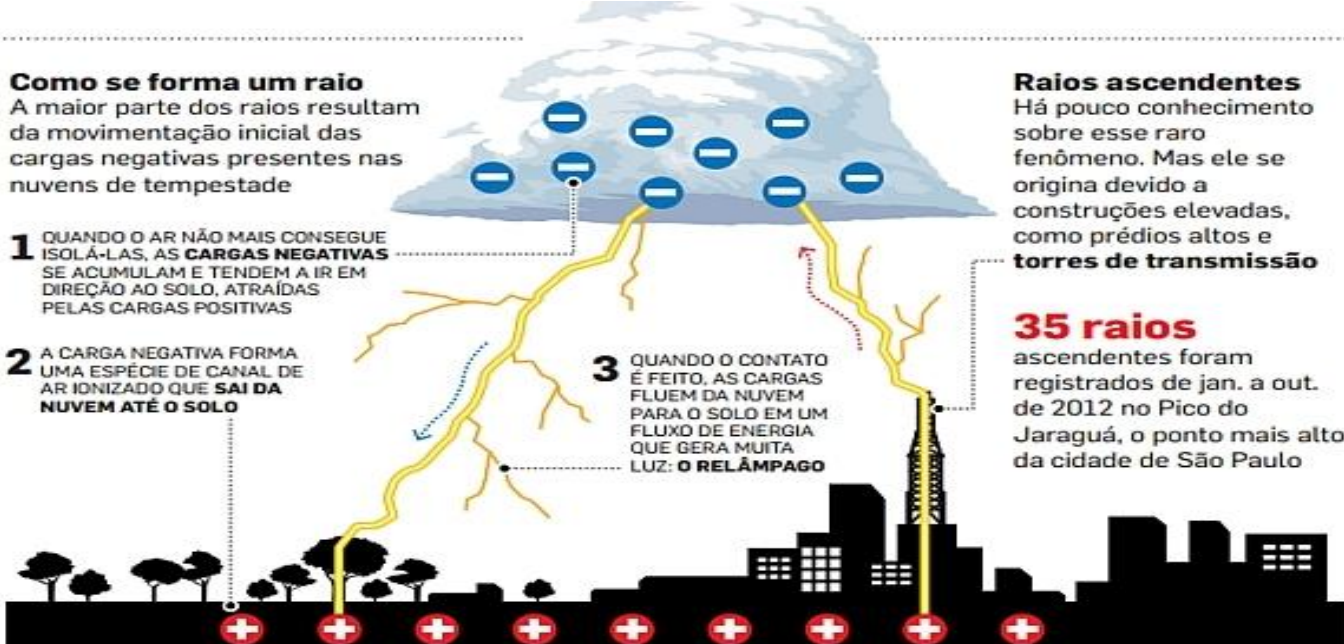 Como se forma um raio
A maior parte dos raios resultam
da movimentação inicial das
cargas negativas presentes nas
nuvens de tempestade
1 QUANDO O AR NÃO MAIS CONSEGUE
ISOLÁ-LAS, AS CARGAS NEGATIVAS
SE ACUMULAM E TENDEM A IR EM
DIREÇÃO AO SOLO, ATRAÍDAS
PELAS CARGAS POSITIVAS
2 A CARGA NEGATIVA FORMA
UMA ESPÉCIE DE CANAL DE
AR IONIZADO QUE SAI DA
NUVEM ATÉ O SOLO
3 QUANDO O CONTATO
É FEITO, AS CARGAS
FLUEM DA NUVEM
PARA O SOLO EM UM
FLUXO DE ENERGIA
QUE GERA MUITA
LUZ: O RELÂMPAGO
Raios ascendentes
Há pouco conhecimento
sobre esse raro
fenômeno. Mas ele se
origina devido a
construções elevadas,
como prédios altos e
torres de transmissão
35 raios
ascendentes foram
registrados de jan. a out.
de 2012 no Pico do
Jaraguá, o ponto mais alto
da cidade de São Paulo